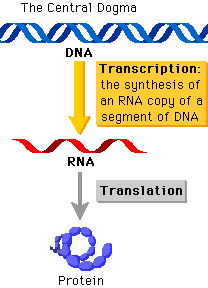 The Central Dogma
DNA
Transcription:
the synthesis of
an RNA copy of a
segment of DNA
RNA
Translation
Protein